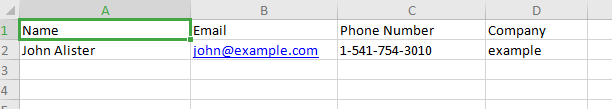 A B C D
1 Name Email Phone Number Company
2 John Alister john@example.com 1-541-754-3010 example
3
4